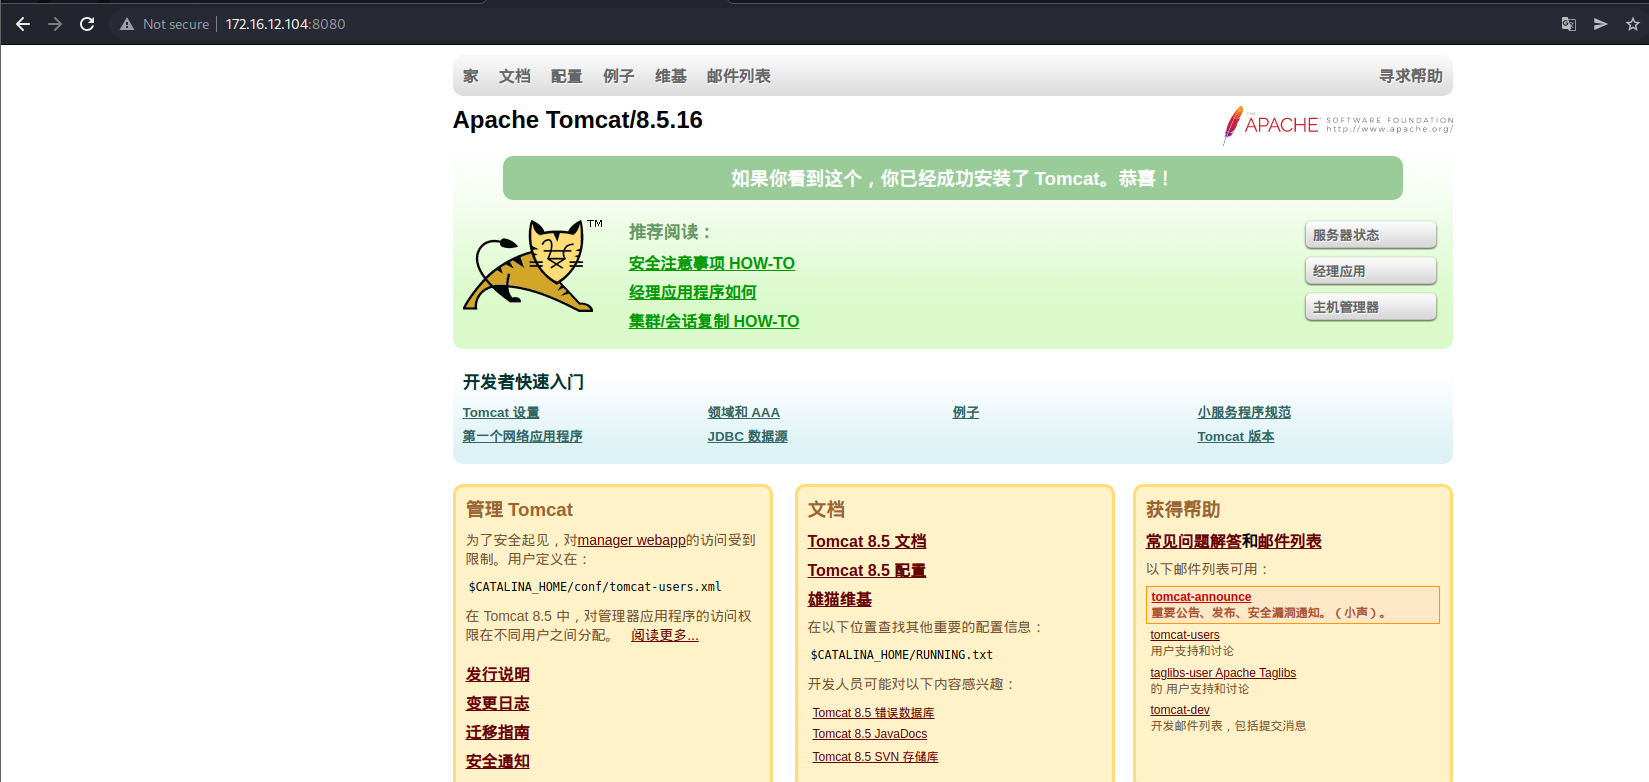 Not secure | 172.16.12.104:8080
家 文档 配置 例子 维基 邮件列表 寻求帮助
Apache Tomcat/8.5.16
THE APACHE SOFTWARE FOUNDATION
http://www.apache.org/
如果你看到这个，你已经成功安装了 Tomcat。恭喜！
TM
推荐阅读：
安全注意事项 HOW-TO
经理应用程序如何
集群/会话复制 HOW-TO
服务器状态
经理应用
主机管理器
开发者快速入门
Tomcat 设置 领域和 AAA 例子 小服务程序规范
第一个网络应用程序 JDBC 数据源 Tomcat 版本
管理 Tomcat
为了安全起见，对manager webapp的访问受到
限制。用户定义在：
$CATALINA_HOME/conf/tomcat-users.xml
在 Tomcat 8.5 中，对管理器应用程序的访问权
限在不同用户之间分配。 阅读更多...
发行说明
变更日志
迁移指南
安全通知
文档
Tomcat 8.5 文档
Tomcat 8.5 配置
雄猫维基
在以下位置查找其他重要的配置信息：
$CATALINA_HOME/RUNNING.txt
开发人员可能对以下内容感兴趣：
Tomcat 8.5 错误数据库
Tomcat 8.5 JavaDocs
Tomcat 8.5 SVN 存储库
获得帮助
常见问题解答和邮件列表
以下邮件列表可用：
tomcat-announce
重要公告、发布、安全漏洞通知。（小声）。
tomcat-users
用户支持和讨论
taglibs-user Apache Taglibs
的 用户支持和讨论
tomcat-dev
开发邮件列表，包括提交消息